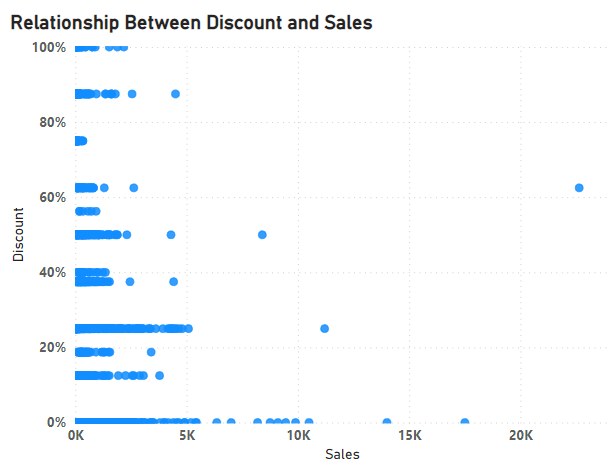 Relationship Between Discount and Sales
100%
80%
60%
40%
20%
0%
Discount
0K 5K 10K 15K 20K
Sales